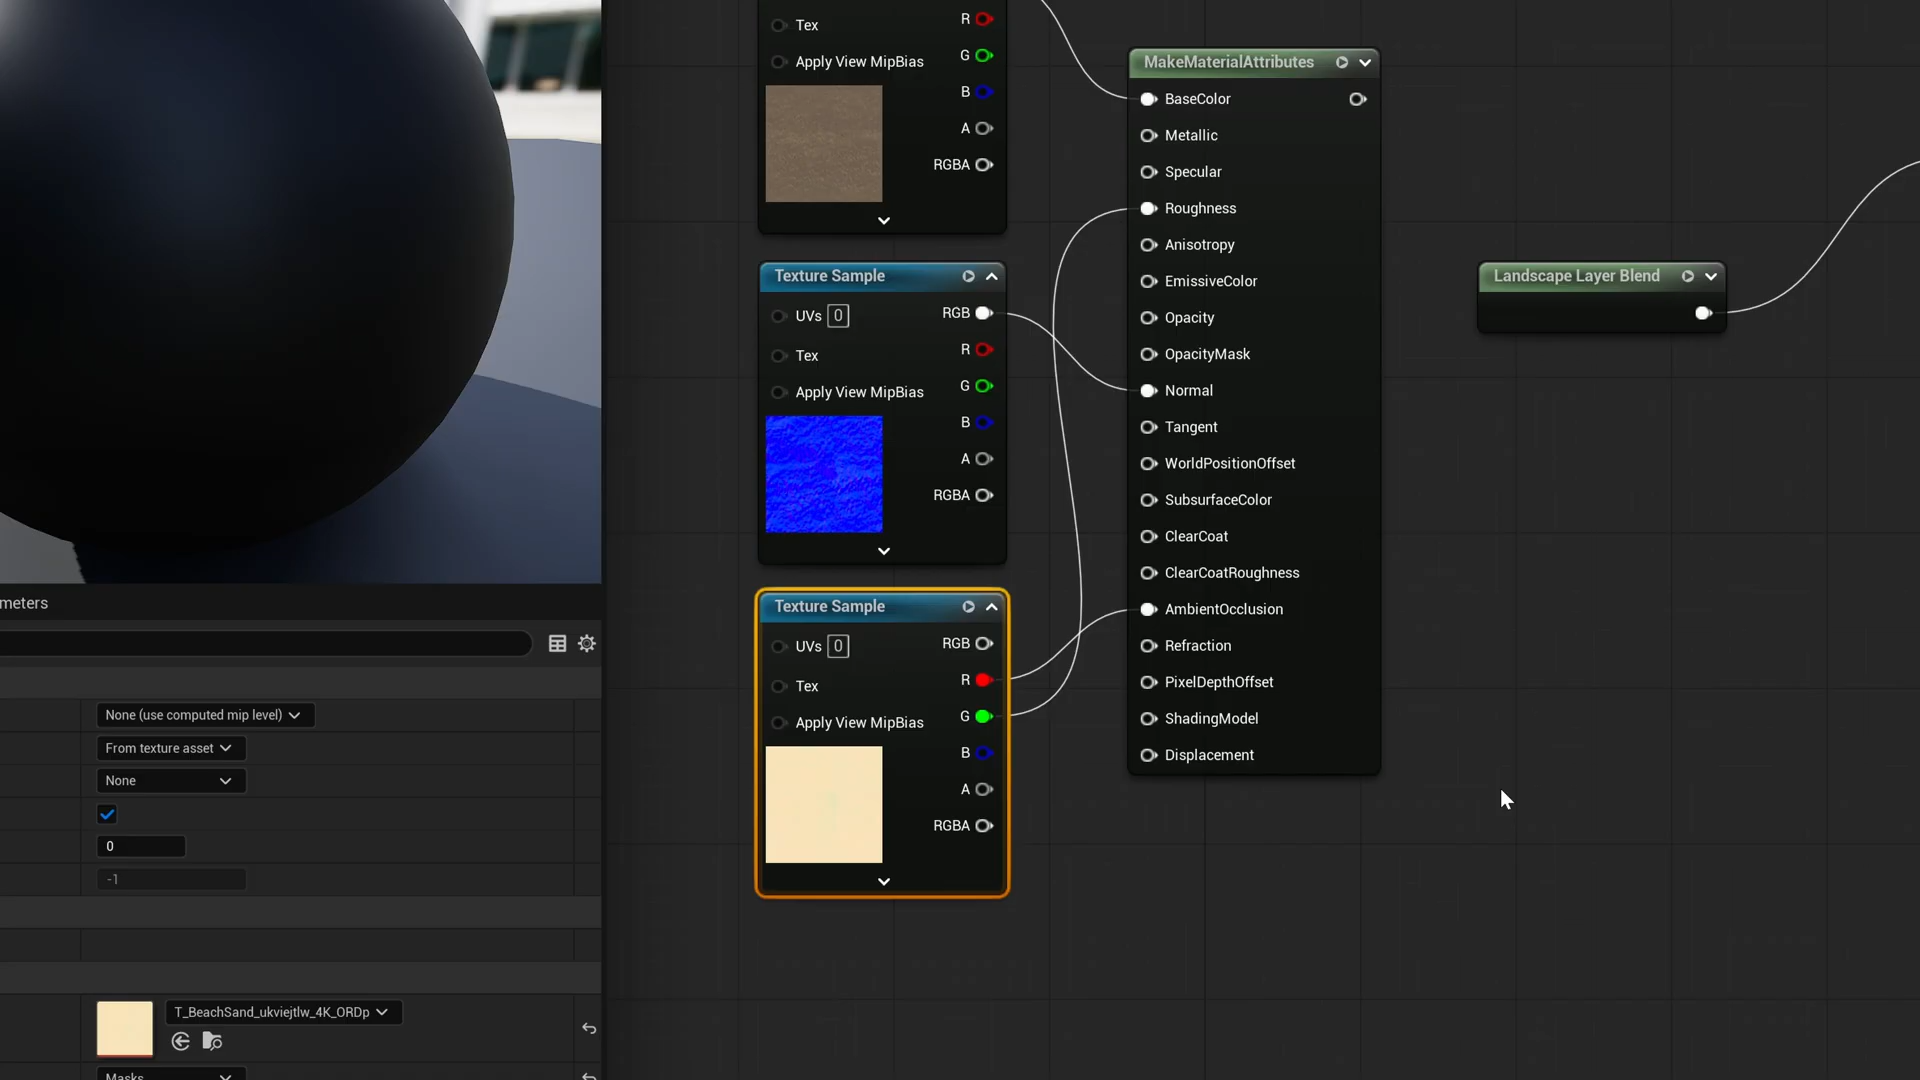 meters
None (use computed mip level)
From texture asset
None
0
-1
T_BeachSand_ukviejtlw_4K_ORDp
Masks
Tex
Apply View MipBias
R
G
B
A
RGBA
Texture Sample
UVs 0
Tex
Apply View MipBias
RGB
R
G
B
A
RGBA
Texture Sample
UVs 0
Tex
Apply View MipBias
RGB
R
G
B
A
RGBA
MakeMaterialAttributes
BaseColor
Metallic
Specular
Roughness
Anisotropy
EmissiveColor
Opacity
OpacityMask
Normal
Tangent
WorldPositionOffset
SubsurfaceColor
ClearCoat
ClearCoatRoughness
AmbientOcclusion
Refraction
PixelDepthOffset
ShadingModel
Displacement
Landscape Layer Blend